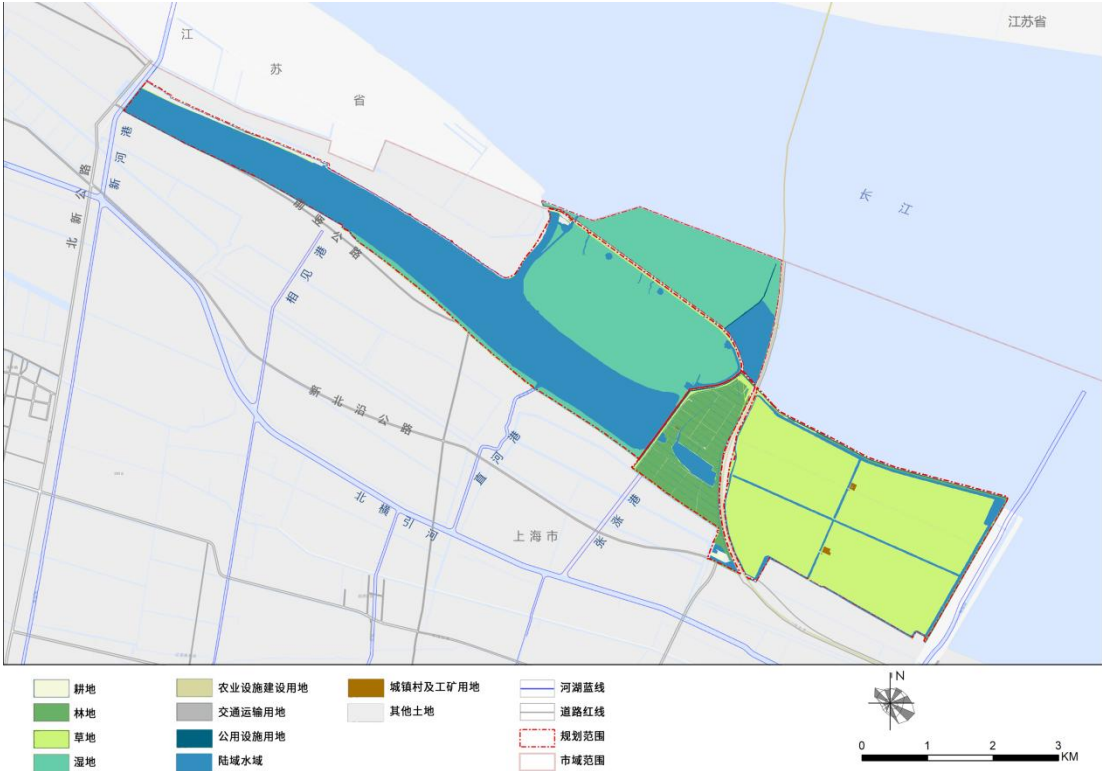 江苏省
江
苏
省
长江
新河港
北新公路
相见港
新北沿公路
直河港
张涨港
北横引河
上海市
耕地
林地
草地
湿地
农业设施建设用地
交通运输用地
公用设施用地
陆域水域
城镇村及工矿用地
其他土地
河湖蓝线
道路红线
规划范围
市域范围
N
0 1 2 3
KM